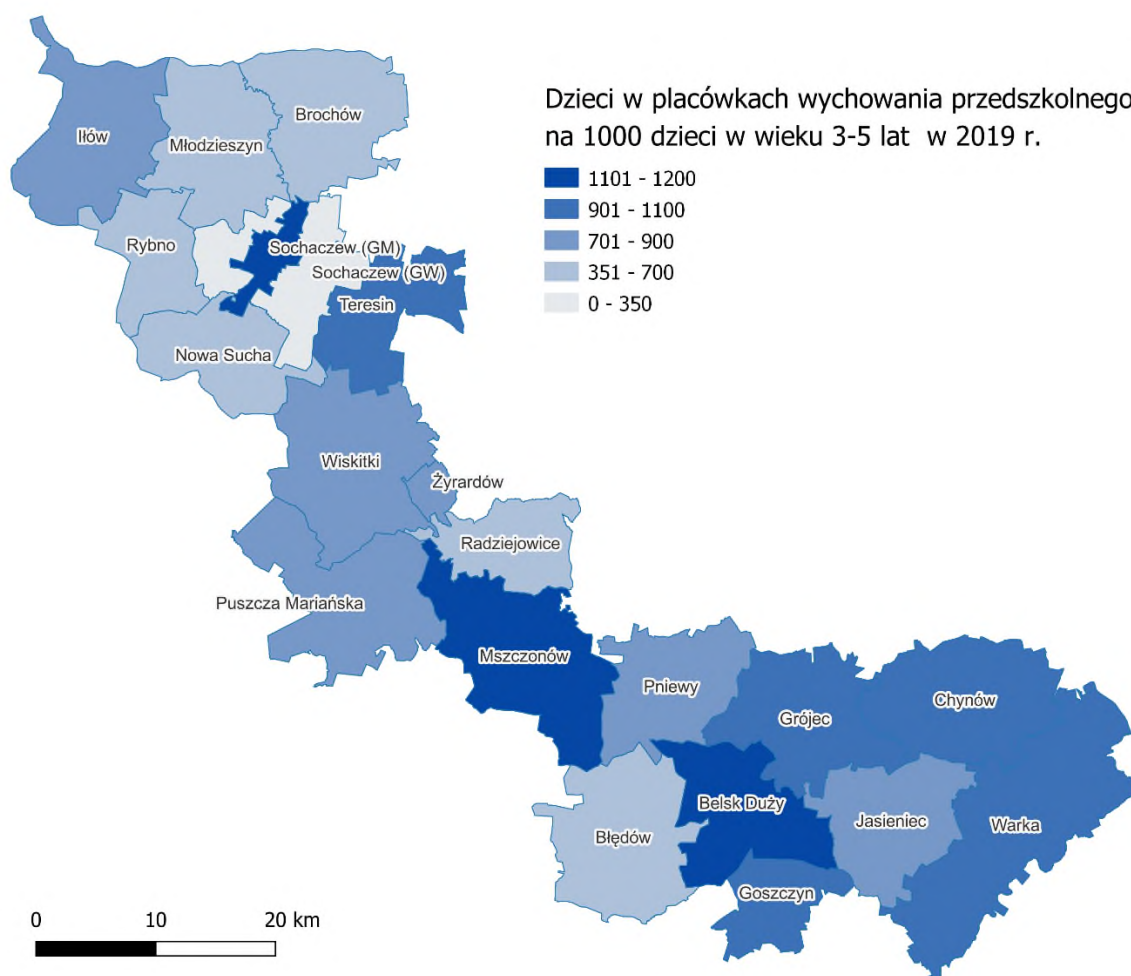 Dzieci w placówkach wychowania przedszkolnego
na 1000 dzieci w wieku 3-5 lat w 2019 r.
1101 - 1200
901 - 1100
701 - 900
351 - 700
0 - 350
Iłów
Młodzieszyn
Brochów
Rybno
Sochaczew (GM)
Sochaczew (GW)
Teresin
Nowa Sucha
Wiskitki
Żyrardów
Radziejowice
Puszcza Mariańska
Mszczonów
Pniewy
Grójec
Chynów
Belsk Duży
Jasieniec
Warka
Błędów
Goszczyn
0 10 20 km